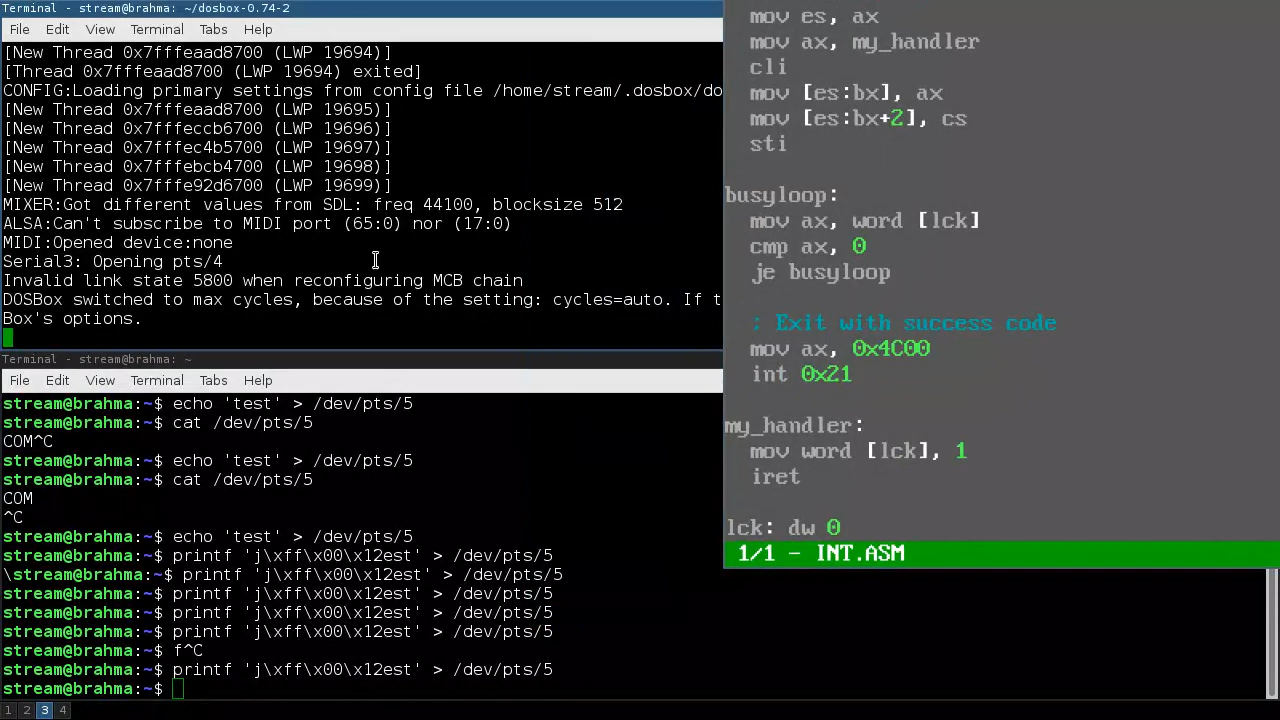 Terminal - stream@brahma: ~/dosbox-0.74-2
File Edit View Terminal Tabs Help
[New Thread 0x7fffeaad8700 (LWP 19694)]
[Thread 0x7fffeaad8700 (LWP 19694) exited]
CONFIG:Loading primary settings from config file /home/stream/.dosbox/do
[New Thread 0x7fffeaad8700 (LWP 19695)]
[New Thread 0x7fffeccb6700 (LWP 19696)]
[New Thread 0x7fffec4b5700 (LWP 19697)]
[New Thread 0x7fffebcb4700 (LWP 19698)]
[New Thread 0x7fffe92d6700 (LWP 19699)]
MIXER:Got different values from SDL: freq 44100, blocksize 512
ALSA:Can't subscribe to MIDI port (65:0) nor (17:0)
MIDI:Opened device:none
Serial3: Opening pts/4
Invalid link state 5800 when reconfiguring MCB chain
DOSBox switched to max cycles, because of the setting: cycles=auto. If t
Box's options.
Terminal - stream@brahma: ~
File Edit View Terminal Tabs Help
stream@brahma:~$ echo 'test' > /dev/pts/5
stream@brahma:~$ cat /dev/pts/5
COM^C
stream@brahma:~$ echo 'test' > /dev/pts/5
stream@brahma:~$ cat /dev/pts/5
COM
^C
stream@brahma:~$ echo 'test' > /dev/pts/5
stream@brahma:~$ printf 'j\xff\x00\x12est' > /dev/pts/5
\stream@brahma:~$ printf 'j\xff\x00\x12est' > /dev/pts/5
stream@brahma:~$ printf 'j\xff\x00\x12est' > /dev/pts/5
stream@brahma:~$ printf 'j\xff\x00\x12est' > /dev/pts/5
stream@brahma:~$ printf 'j\xff\x00\x12est' > /dev/pts/5
stream@brahma:~$ f^C
stream@brahma:~$ printf 'j\xff\x00\x12est' > /dev/pts/5
stream@brahma:~$
mov es, ax
mov ax, my_handler
cli
mov [es:bx], ax
mov [es:bx+2], cs
sti
busyloop:
mov ax, word [lck]
cmp ax, 0
je busyloop
; Exit with success code
mov ax, 0x4C00
int 0x21
my_handler:
mov word [lck], 1
iret
lck: dw 0
1/1 - INT.ASM
1 2 3 4